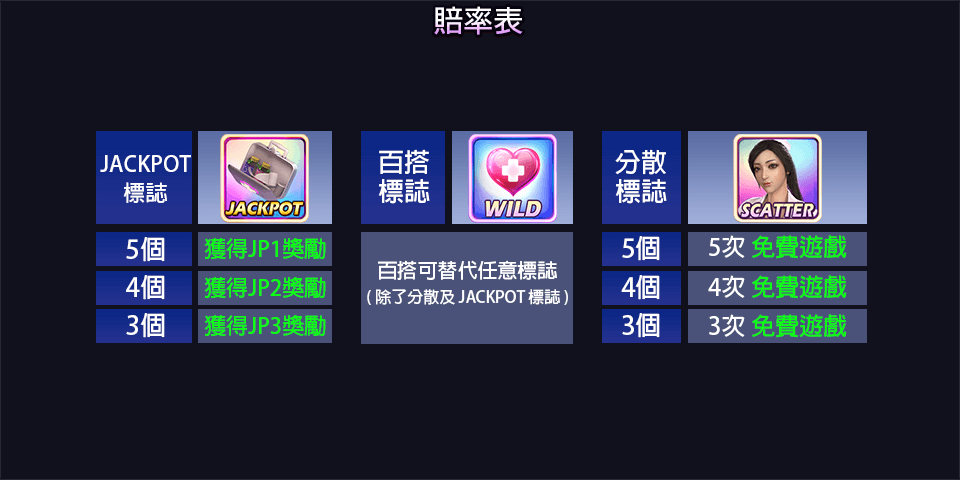 賠率表
JACKPOT
標誌
JACKPOT
5個 獲得JP1獎勵
4個 獲得JP2獎勵
3個 獲得JP3獎勵
百搭
標誌
WILD
百搭可替代任意標誌
( 除了分散及 JACKPOT 標誌 )
分散
標誌
SCATTER
5個 5次 免費遊戲
4個 4次 免費遊戲
3個 3次 免費遊戲